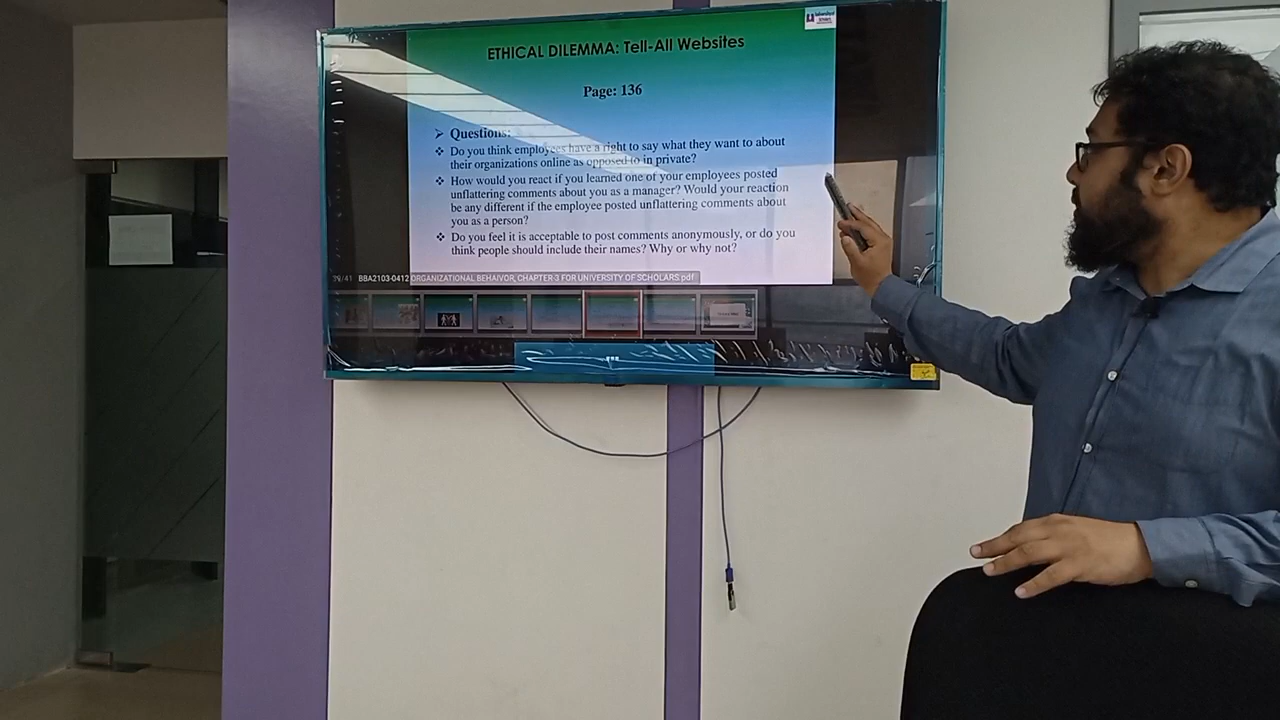 ETHICAL DILEMMA: Tell-All Websites
Page: 136
➤ Questions:
❖ Do you think employees have a right to say what they want to about
their organizations online as opposed to in private?
❖ How would you react if you learned one of your employees posted
unflattering comments about you as a manager? Would your reaction
be any different if the employee posted unflattering comments about
you as a person?
❖ Do you feel it is acceptable to post comments anonymously, or do you
think people should include their names? Why or why not?
BBA2103-0412 ORGANIZATIONAL BEHAIVOR, CHAPTER-3 FOR UNIVERSITY OF SCHOLARS.pdf